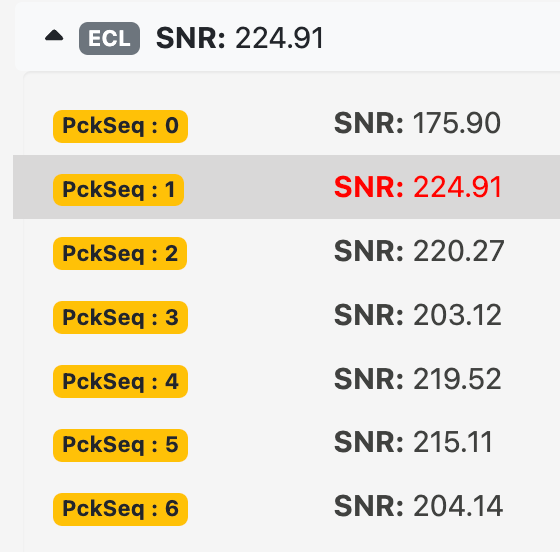 ECL SNR: 224.91
PckSeq : 0 SNR: 175.90
PckSeq : 1 SNR: 224.91
PckSeq : 2 SNR: 220.27
PckSeq : 3 SNR: 203.12
PckSeq : 4 SNR: 219.52
PckSeq : 5 SNR: 215.11
PckSeq : 6 SNR: 204.14